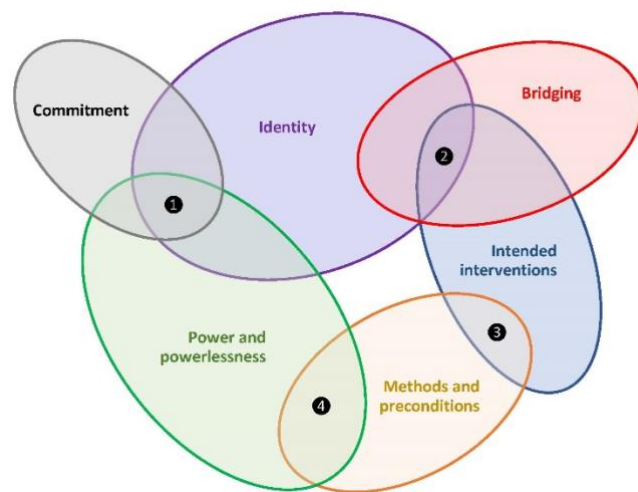 Bridging
Commitment
Identity
2
1
Intended
interventions
3
Power and
powerlessness
Methods and
preconditions
4